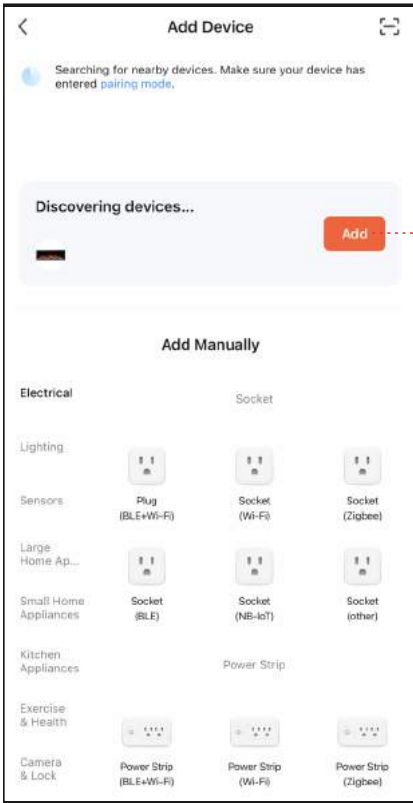 Add Device
Searching for nearby devices. Make sure your device has
entered pairing mode.
Discovering devices...
Add
Add Manually
Electrical
Socket
Lighting
Sensors
Plug
(BLE+Wi-Fi)
Socket
(Wi-Fi)
Socket
(Zigbee)
Large
Home Ap...
Small Home
Appliances
Socket
(BLE)
Socket
(NB-IoT)
Socket
(other)
Kitchen
Appliances
Power Strip
Exercise
& Health
Camera
& Lock
Power Strip
(BLE+Wi-Fi)
Power Strip
(Wi-Fi)
Power Strip
(Zigbee)